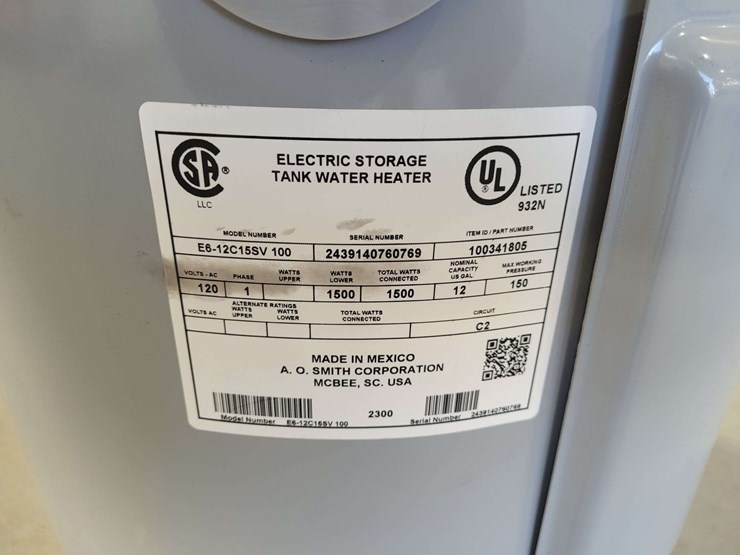 SA ®
LLC
ELECTRIC STORAGE
TANK WATER HEATER
UL ®
LISTED
932N
MODEL NUMBER SERIAL NUMBER ITEM ID / PART NUMBER
E6-12C15SV 100 2439140760769 100341805
VOLTS - AC PHASE WATTS UPPER WATTS LOWER TOTAL WATTS CONNECTED NOMINAL CAPACITY US GAL MAX.WORKING PRESSURE
120 1 1500 1500 12 150
ALTERNATE RATINGS
VOLTS AC WATTS UPPER WATTS LOWER TOTAL WATTS CONNECTED CIRCUIT
C2
MADE IN MEXICO
A. O. SMITH CORPORATION
MCBEE, SC. USA
2300
Model Number E6-12C15SV 100 Serial Number 2439140760769